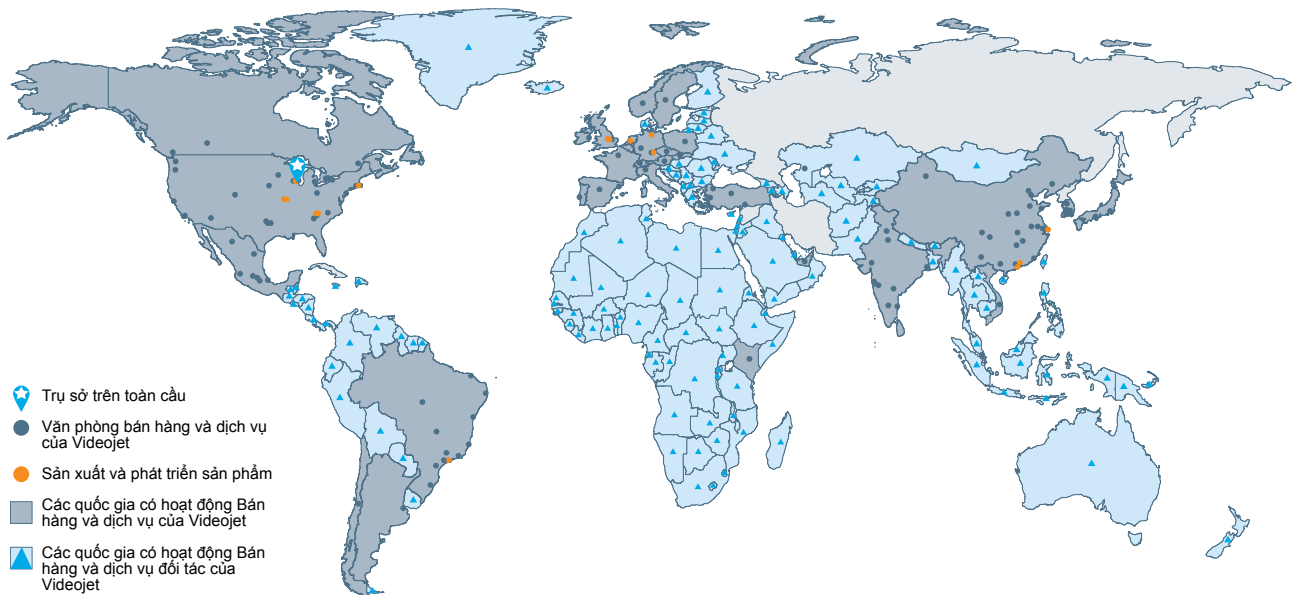 Trụ sở trên toàn cầu
Văn phòng bán hàng và dịch vụ
của Videojet
Sản xuất và phát triển sản phẩm
Các quốc gia có hoạt động Bán
hàng và dịch vụ của Videojet
Các quốc gia có hoạt động Bán
hàng và dịch vụ đối tác của
Videojet